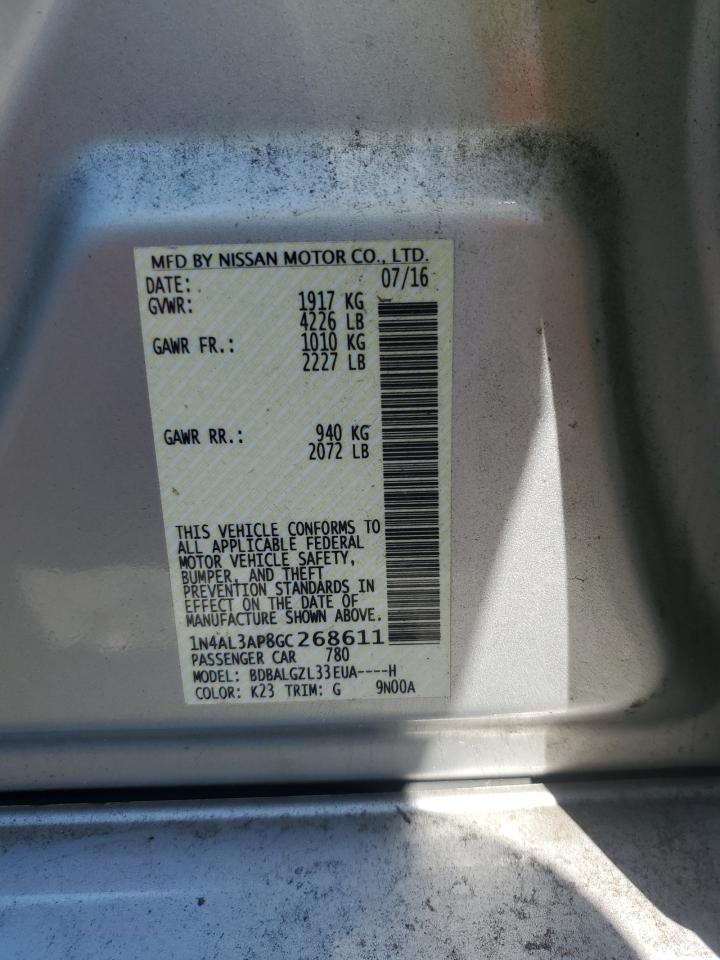 MFD BY NISSAN MOTOR CO., LTD.
DATE: 07/16
GVWR: 1917 KG
4226 LB
GAWR FR.: 1010 KG
2227 LB
GAWR RR.: 940 KG
2072 LB
THIS VEHICLE CONFORMS TO
ALL APPLICABLE FEDERAL
MOTOR VEHICLE SAFETY,
BUMPER, AND THEFT
PREVENTION STANDARDS IN
EFFECT ON THE DATE OF
MANUFACTURE SHOWN ABOVE.
1N4AL3AP8GC268611
PASSENGER CAR 780
MODEL: BDBALGZL33EUA----H
COLOR: K23 TRIM: G 9N00A